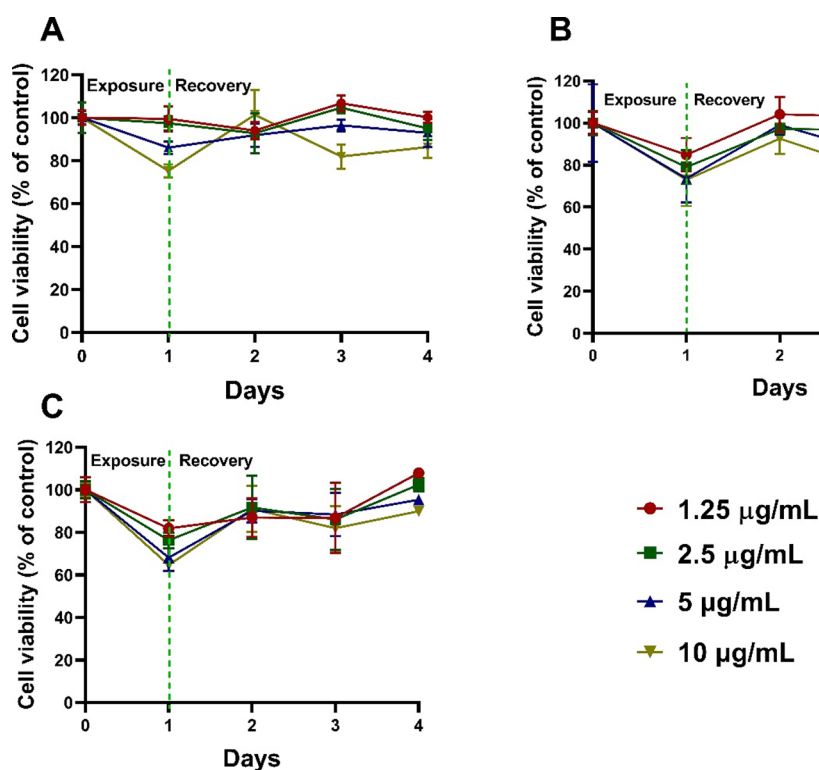 A
Cell viability (% of control)
120
100
80
60
40
20
0
Exposure
Recovery
0 1 2 3 4
Days
B
Cell viability (% of control)
120
100
80
60
40
20
0
Exposure
Recovery
0 1 2
Days
C
Cell viability (% of control)
120
100
80
60
40
20
0
Exposure
Recovery
0 1 2 3 4
Days
1.25 μg/mL
2.5 μg/mL
5 μg/mL
10 μg/mL